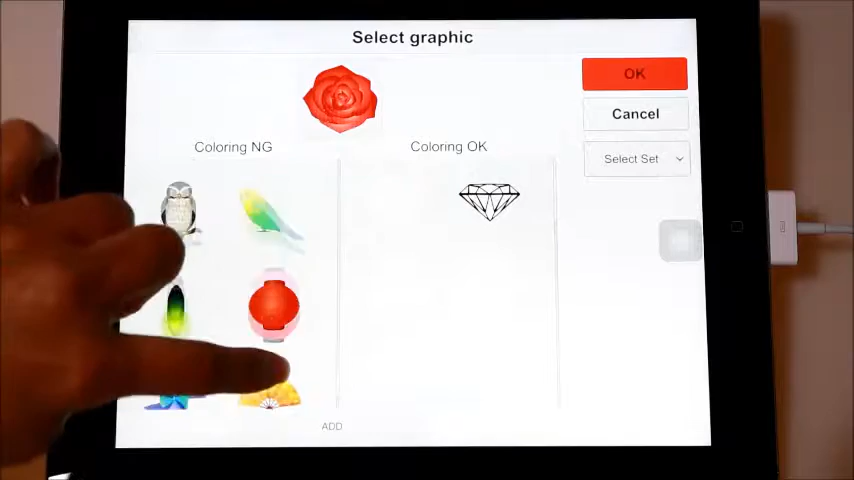 Select graphic
OK
Cancel
Coloring NG
Coloring OK
Select Set
ADD